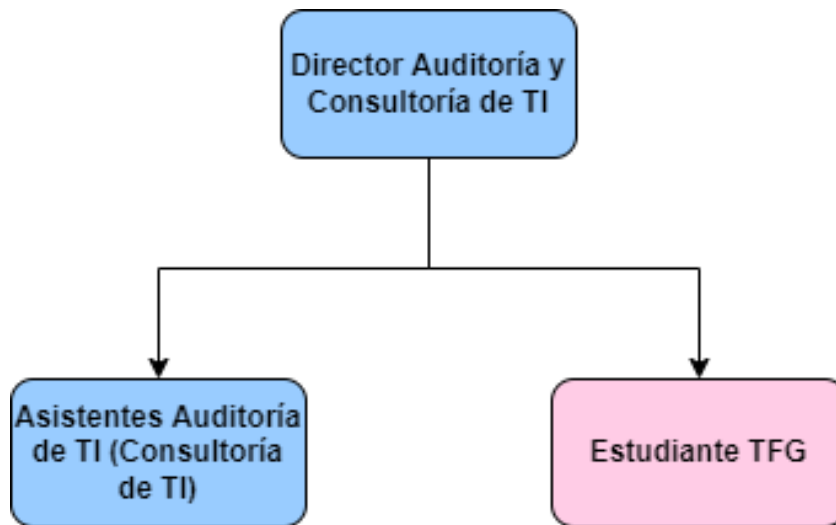 Director Auditoría y
Consultoría de TI
Asistentes Auditoría
de TI (Consultoría
de TI)
Estudiante TFG